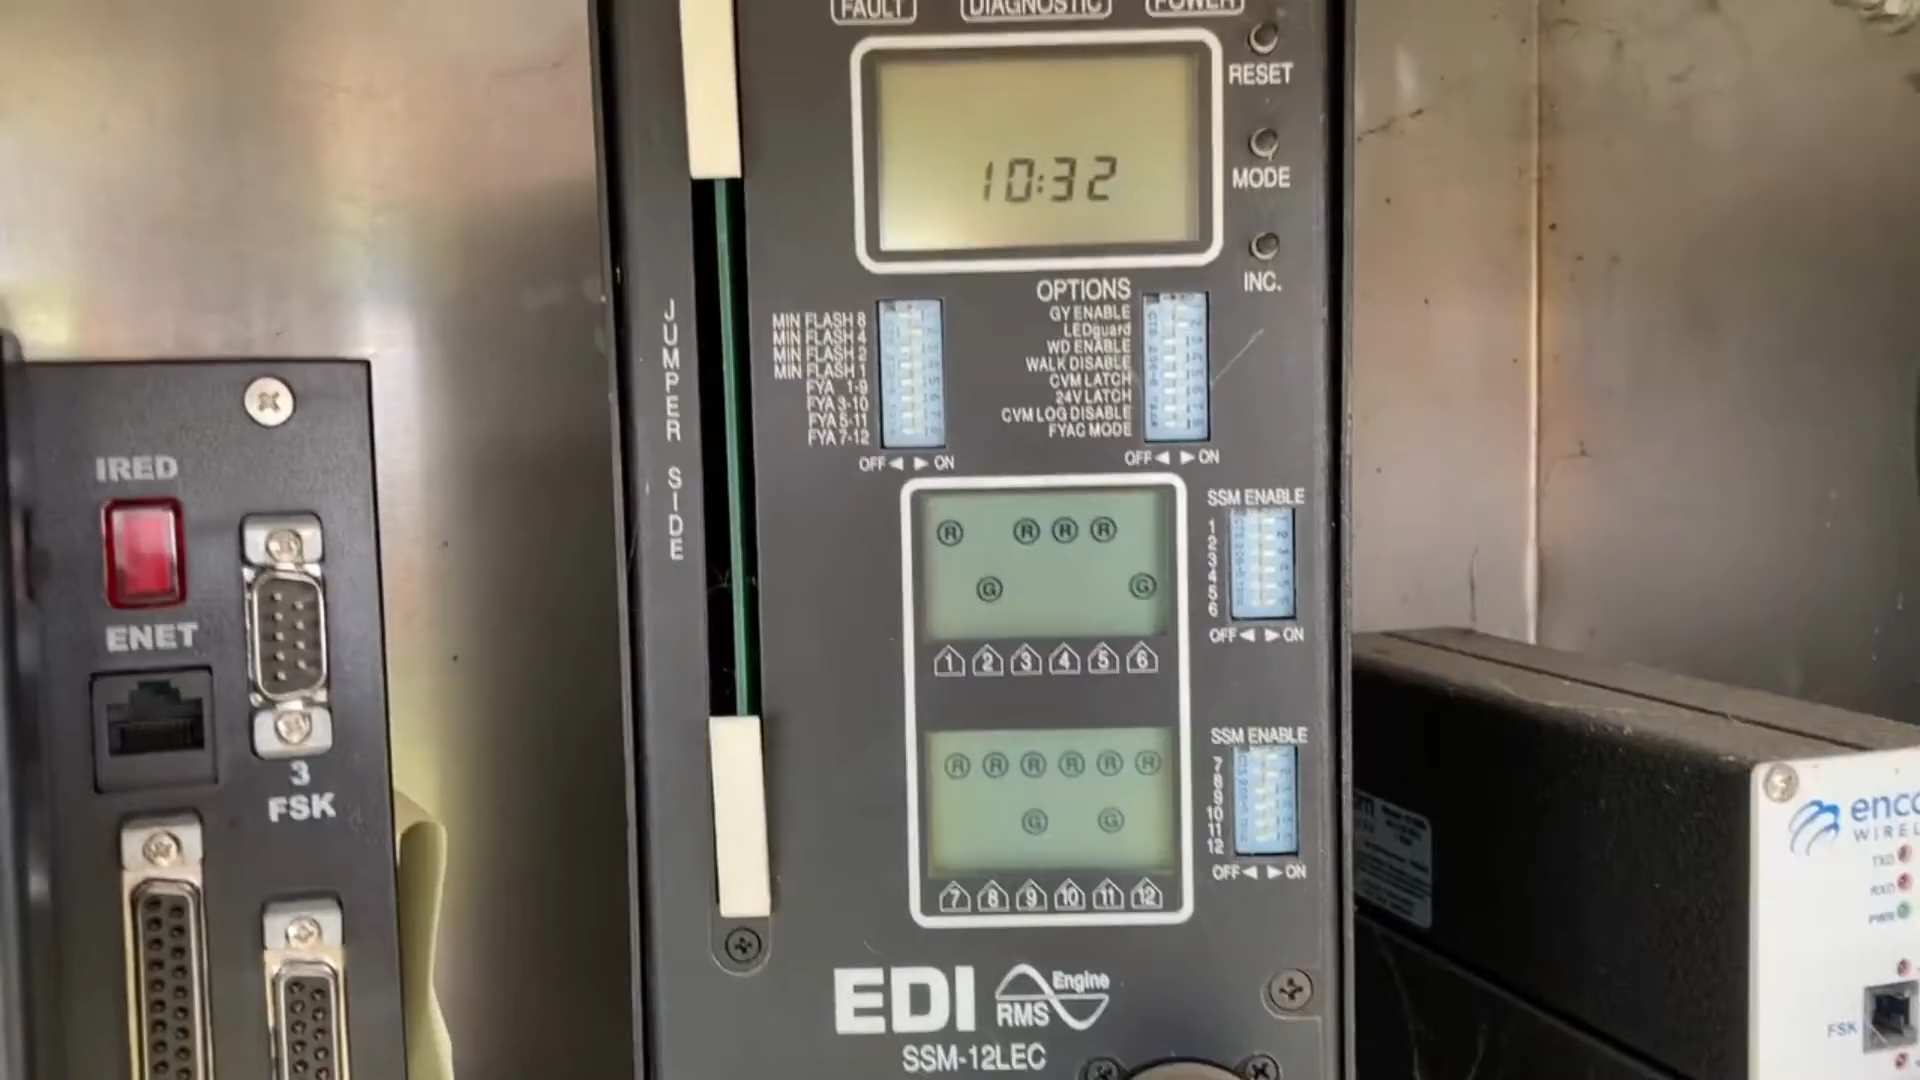 FAULT
DIAGNOSTIC
POWER
RESET
10:32
MODE
INC.
JUMPER SIDE
OPTIONS
MIN FLASH 8
MIN FLASH 4
MIN FLASH 2
MIN FLASH 1
FYA 1-9
FYA 3-10
FYA 5-11
FYA 7-12
OFF ON
GY ENABLE
LEDguard
WD ENABLE
WALK DISABLE
CVM LATCH
24V LATCH
CVM LOG DISABLE
FYAC MODE
OFF ON
IRED
ENET
3
FSK
R R R R
G G
1 2 3 4 5 6
SSM ENABLE
1
2
3
4
5
6
OFF ON
R R R R R R
G G
7 8 9 10 11 12
SSM ENABLE
7
8
9
10
11
12
OFF ON
EDI
Engine
RMS
SSM-12LEC
enco
WIREL
TXD
RXD
PWR
FSK